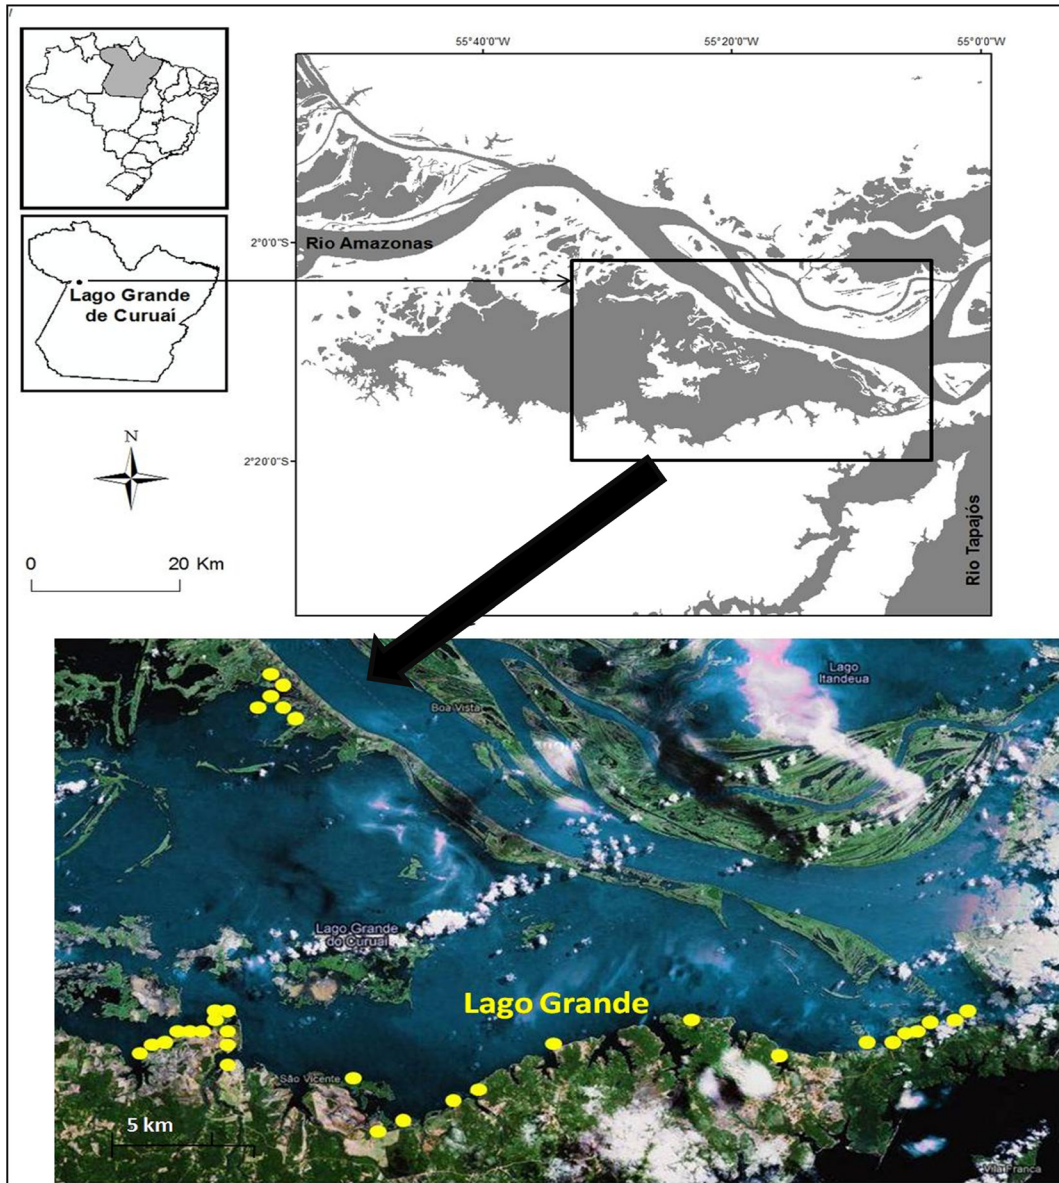 55°40'0"W
55°20'0"W
55°0'0"W
2°0'0"S
Rio Amazonas
Lago Grande
de Curuaí
2°20'0"S
N
0
20 Km
Rio Tapajós
Lago
Itandeua
Boa Vista
Lago Grande
do Curuaí
Lago Grande
São Vicente
5 km
Vila Franca